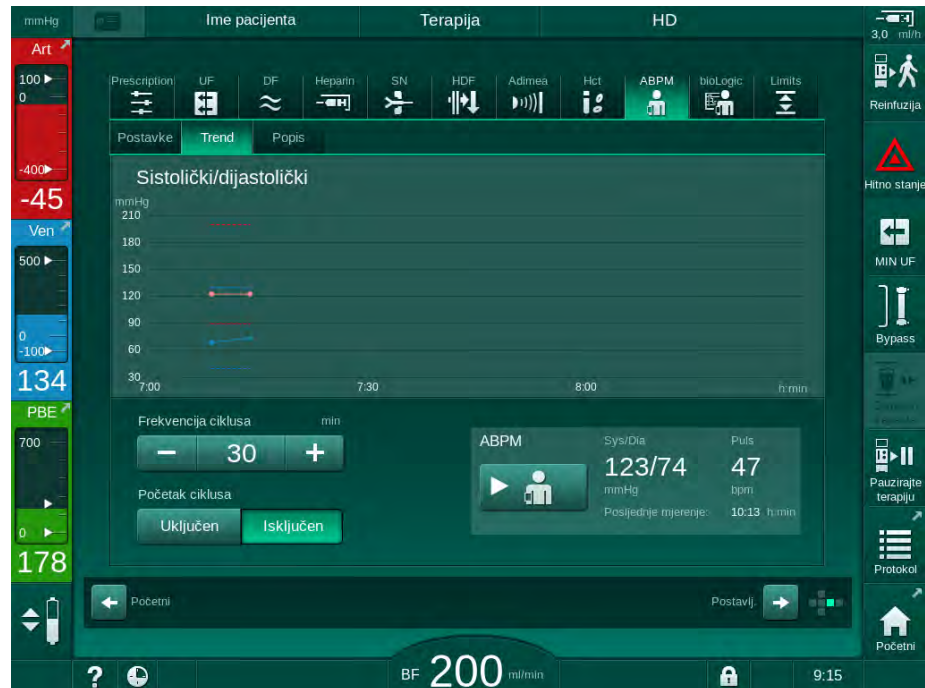 mmHg
Ime pacijenta
Terapija
HD
3,0 ml/h
Art
100
0
-400
-45
Ven
500
0
-100
134
PBE
700
0
178
Prescription
UF
DF
Heparin
SN
HDF
Adimea
Hct
ABPM
bioLogic
Limits
Postavke
Trend
Popis
Sistolički/dijastolički
mmHg
210
180
150
120
90
60
30
7:00
7:30
8:00
h:min
Frekvencija ciklusa
min
30
Početak ciklusa
Uključen
Isključen
ABPM
Sys/Dia
Puls
123/74
47
mmHg
bpm
Posljednje mjerenje:
10:13 h:min
Početni
Postavlj.
Reinfuzija
Hitno stanje
MIN UF
Bypass
Pauzirajte
terapiju
Protokol
Početni
?
BF 200 ml/min
9:15